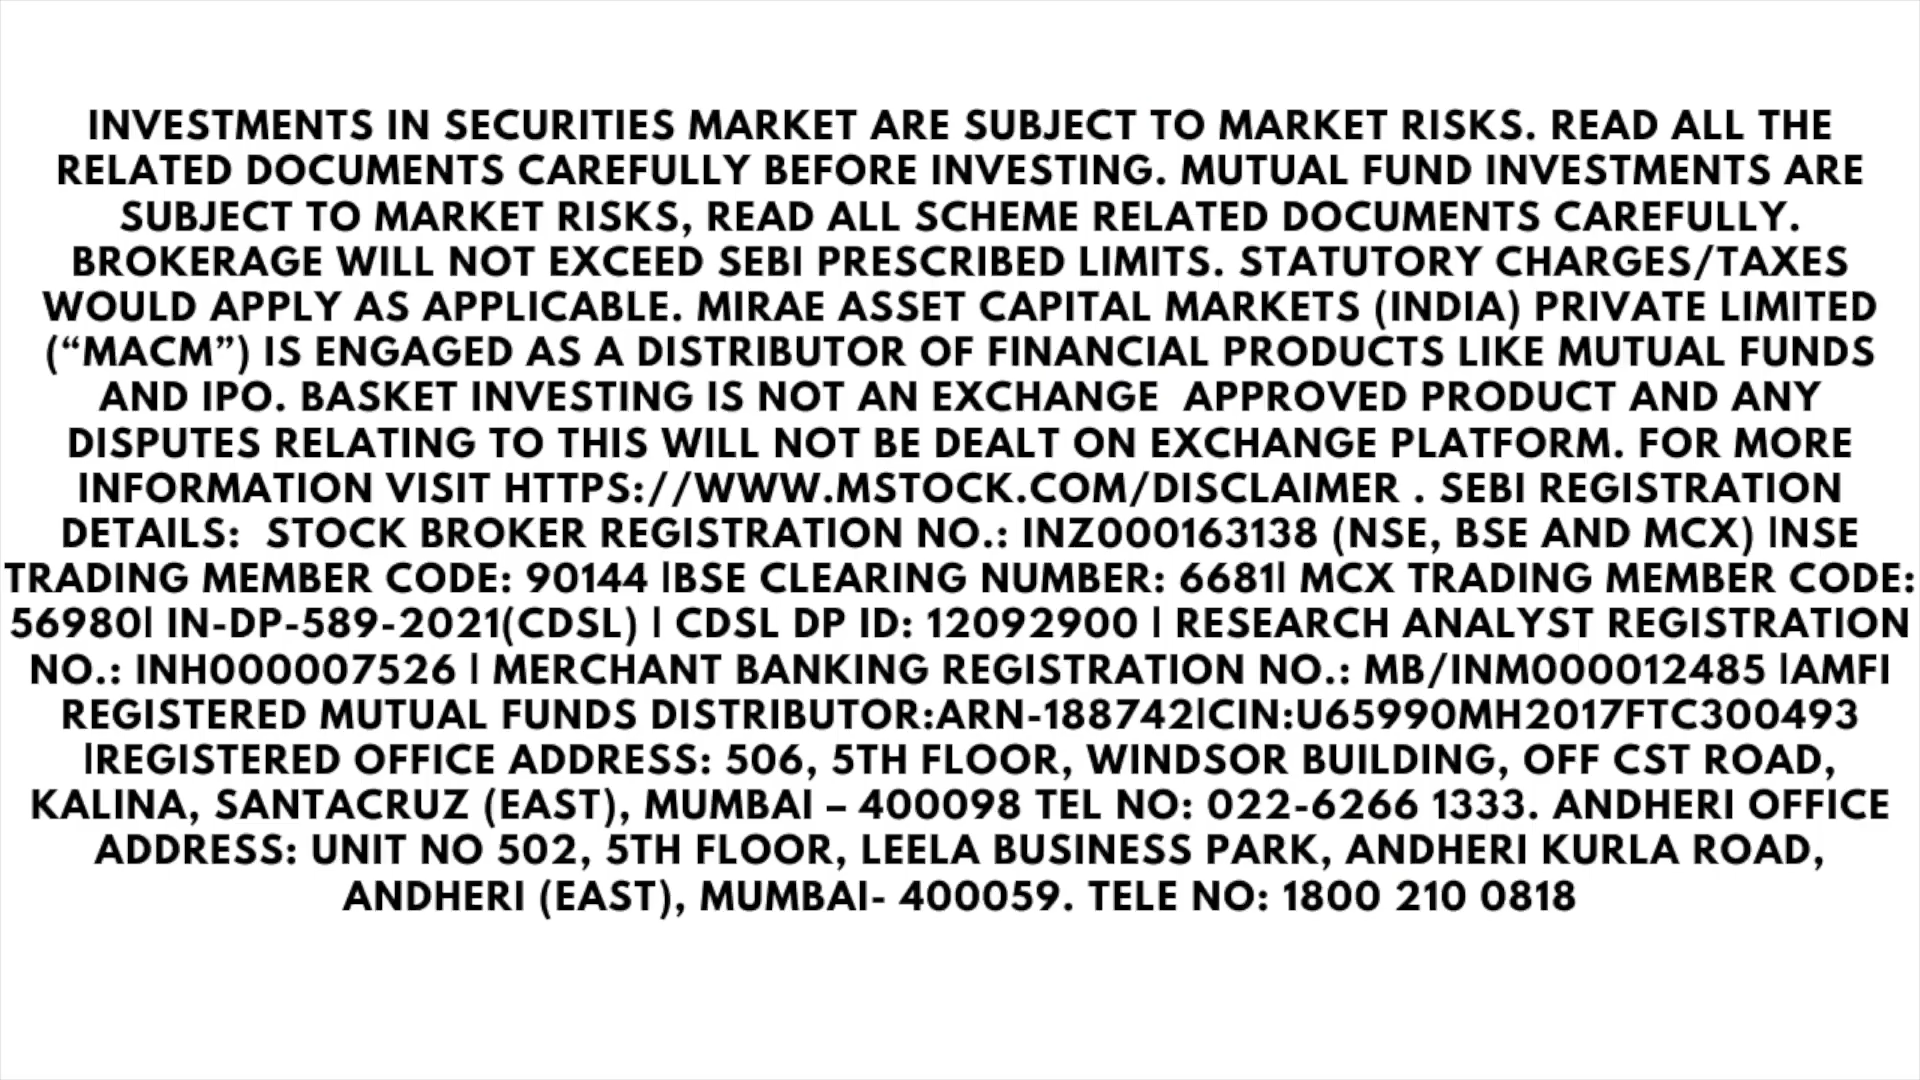 INVESTMENTS IN SECURITIES MARKET ARE SUBJECT TO MARKET RISKS. READ ALL THE
RELATED DOCUMENTS CAREFULLY BEFORE INVESTING. MUTUAL FUND INVESTMENTS ARE
SUBJECT TO MARKET RISKS, READ ALL SCHEME RELATED DOCUMENTS CAREFULLY.
BROKERAGE WILL NOT EXCEED SEBI PRESCRIBED LIMITS. STATUTORY CHARGES/TAXES
WOULD APPLY AS APPLICABLE. MIRAE ASSET CAPITAL MARKETS (INDIA) PRIVATE LIMITED
(“MACM”) IS ENGAGED AS A DISTRIBUTOR OF FINANCIAL PRODUCTS LIKE MUTUAL FUNDS
AND IPO. BASKET INVESTING IS NOT AN EXCHANGE  APPROVED PRODUCT AND ANY
DISPUTES RELATING TO THIS WILL NOT BE DEALT ON EXCHANGE PLATFORM. FOR MORE
INFORMATION VISIT HTTPS://WWW.MSTOCK.COM/DISCLAIMER . SEBI REGISTRATION
DETAILS:  STOCK BROKER REGISTRATION NO.: INZ000163138 (NSE, BSE AND MCX) |NSE
TRADING MEMBER CODE: 90144 |BSE CLEARING NUMBER: 6681| MCX TRADING MEMBER CODE:
56980| IN-DP-589-2021(CDSL) | CDSL DP ID: 12092900 | RESEARCH ANALYST REGISTRATION
NO.: INH000007526 | MERCHANT BANKING REGISTRATION NO.: MB/INM000012485 |AMFI
REGISTERED MUTUAL FUNDS DISTRIBUTOR:ARN-188742|CIN:U65990MH2017FTC300493
|REGISTERED OFFICE ADDRESS: 506, 5TH FLOOR, WINDSOR BUILDING, OFF CST ROAD,
KALINA, SANTACRUZ (EAST), MUMBAI – 400098 TEL NO: 022-6266 1333. ANDHERI OFFICE
ADDRESS: UNIT NO 502, 5TH FLOOR, LEELA BUSINESS PARK, ANDHERI KURLA ROAD,
ANDHERI (EAST), MUMBAI- 400059. TELE NO: 1800 210 0818